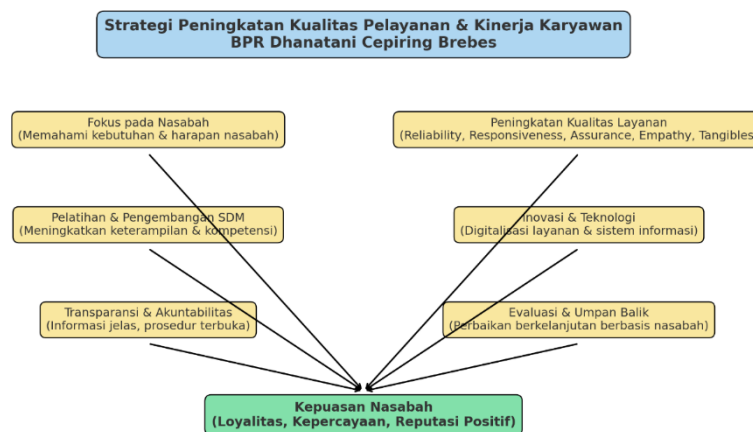 Strategi Peningkatan Kualitas Pelayanan & Kinerja Karyawan
BPR Dhanatani Cepiring Brebes
Fokus pada Nasabah
(Memahami kebutuhan & harapan nasabah)
Peningkatan Kualitas Layanan
(Reliability, Responsiveness, Assurance, Empathy, Tangibles)
Pelatihan & Pengembangan SDM
(Meningkatkan keterampilan & kompetensi)
Inovasi & Teknologi
(Digitalisasi layanan & sistem informasi)
Transparansi & Akuntabilitas
(Informasi jelas, prosedur terbuka)
Evaluasi & Umpan Balik
(Perbaikan berkelanjutan berbasis nasabah)
Kepuasan Nasabah
(Loyalitas, Kepercayaan, Reputasi Positif)